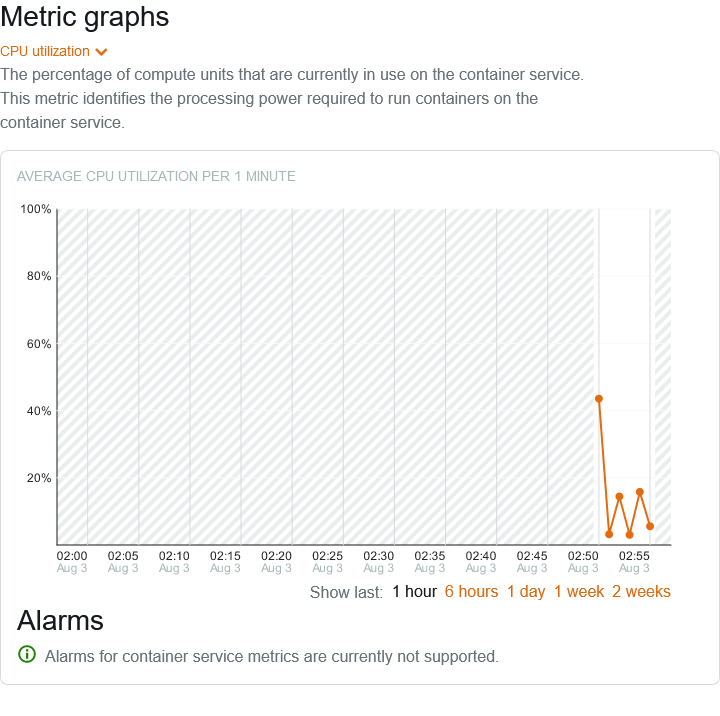 Metric graphs
CPU utilization
The percentage of compute units that are currently in use on the container service.
This metric identifies the processing power required to run containers on the
container service.
AVERAGE CPU UTILIZATION PER 1 MINUTE
100%
80%
60%
40%
20%
02:00 02:05 02:10 02:15 02:20 02:25 02:30 02:35 02:40 02:45 02:50 02:55
Aug 3 Aug 3 Aug 3 Aug 3 Aug 3 Aug 3 Aug 3 Aug 3 Aug 3 Aug 3 Aug 3 Aug 3
Show last: 1 hour 6 hours 1 day 1 week 2 weeks
Alarms
Alarms for container service metrics are currently not supported.